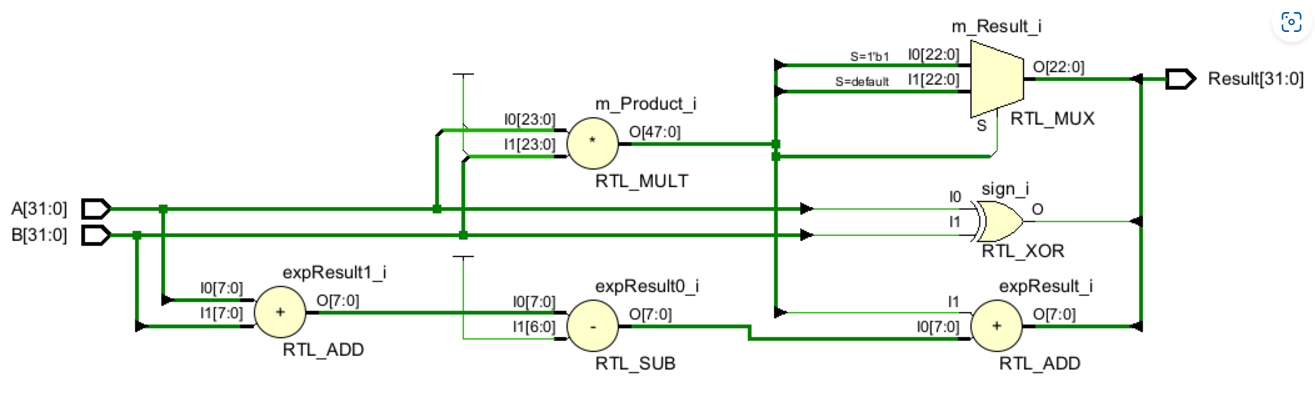 m_Result_i
S=1'b1
I0[22:0]
S=default
I1[22:0]
O[22:0]
S
RTL_MUX
Result[31:0]
m_Product_i
I0[23:0]
I1[23:0]
*
O[47:0]
RTL_MULT
A[31:0]
B[31:0]
sign_i
I0
I1
O
RTL_XOR
expResult1_i
I0[7:0]
I1[7:0]
+
O[7:0]
RTL_ADD
expResult0_i
I0[7:0]
I1[6:0]
-
O[7:0]
RTL_SUB
expResult_i
I1
I0[7:0]
+
O[7:0]
RTL_ADD